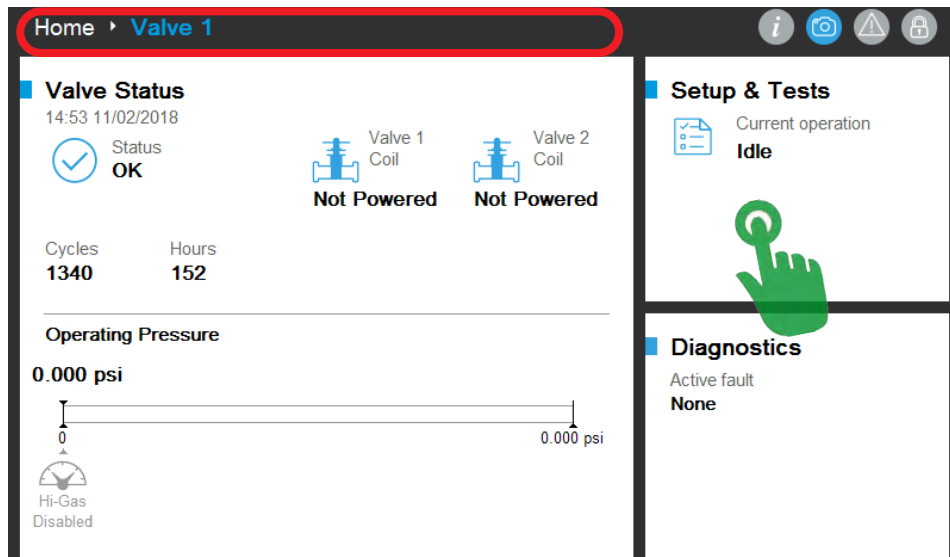 Home ‣ Valve 1
i
Valve Status
14:53 11/02/2018
Status
OK
Valve 1
Coil
Not Powered
Valve 2
Coil
Not Powered
Cycles
1340
Hours
152
Operating Pressure
0.000 psi
0
0.000 psi
Hi-Gas
Disabled
Setup & Tests
Current operation
Idle
Diagnostics
Active fault
None